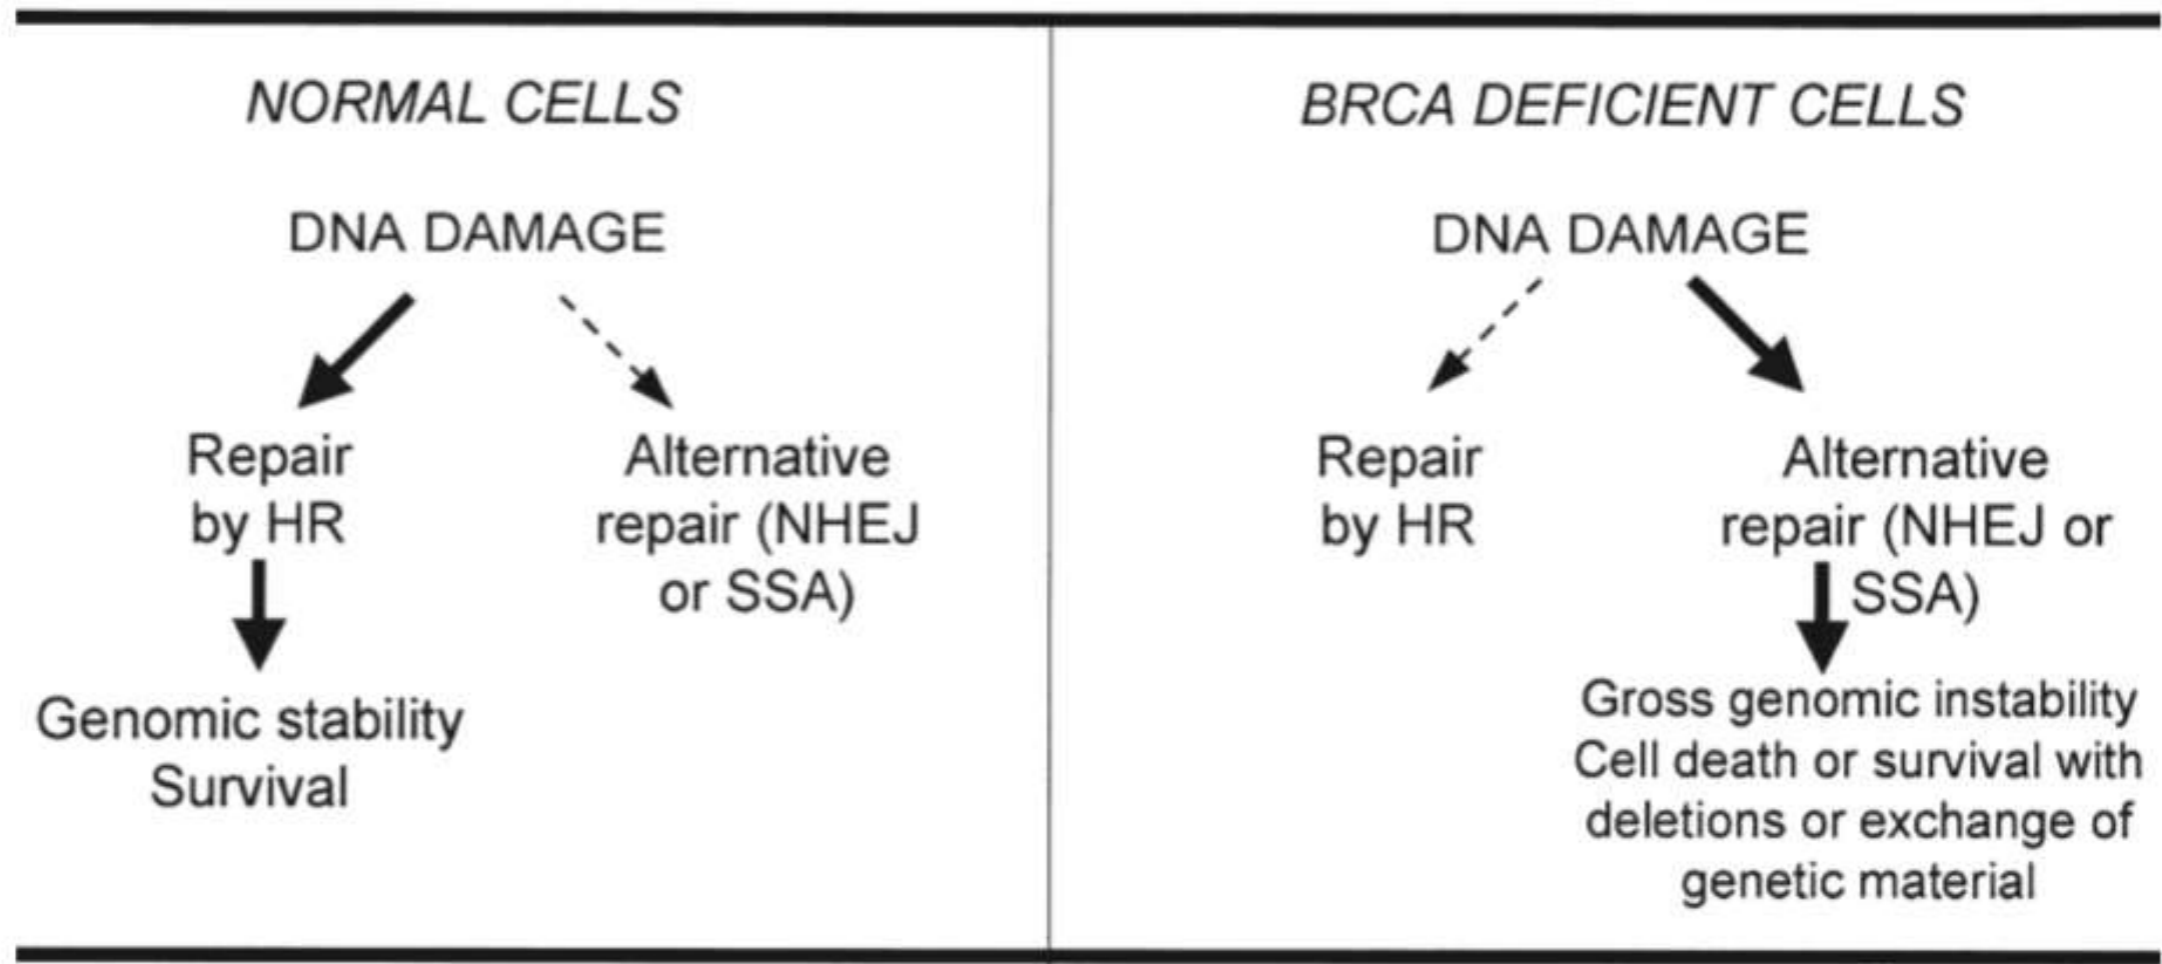 NORMAL CELLS
DNA DAMAGE
Repair
by HR
Alternative
repair (NHEJ
or SSA)
Genomic stability
Survival
BRCA DEFICIENT CELLS
DNA DAMAGE
Repair
by HR
Alternative
repair (NHEJ or
SSA)
Gross genomic instability
Cell death or survival with
deletions or exchange of
genetic material